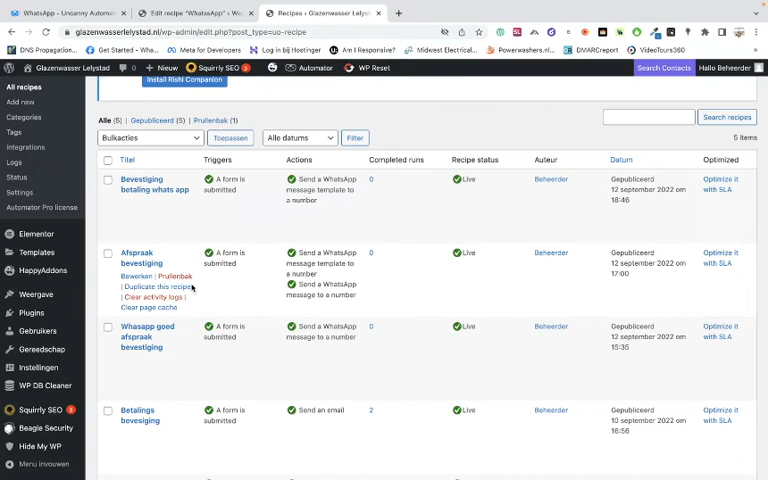 WhatsApp - Uncanny Automat
Edit recipe "WhatsApp" < We
Recipes < Glazenwasser Lelyst
glazenwasserlelystad.nl/wp-admin/edit.php?post_type=uo-recipe
DNS Propagation... Get Started - Wha... Meta for Developers Log in bij Hostinger Am I Responsive? Midwest Electrical... Powerwashers.nl... DMARCreport VideoTours360
Glazenwasser Lelystad 0 Nieuw Squirrly SEO 3 Automator WP Reset Search Contacts Hallo Beheerder
All recipes
Add new
Categories
Tags
Integrations
Logs
Status
Settings
Automator Pro license
Elementor
Templates
HappyAddons
Weergave
Plugins
Gebruikers
Gereedschap
Instellingen
WP DB Cleaner
Squirrly SEO 3
Beagle Security
Hide My WP
Menu invouwen
Install Rishi Companion
Alle (5) | Gepubliceerd (5) | Prullenbak (1)
Search recipes
Bulkacties Toepassen Alle datums Filter
5 items
Titel Triggers Actions Completed runs Recipe status Auteur Datum Optimized
Bevestiging
betaling whats app
A form is
submitted
Send a WhatsApp
message template to
a number
0
Live
Beheerder
Gepubliceerd
12 september 2022 om
18:46
Optimize it
with SLA
Afspraak
bevestiging
Bewerken | Prullenbak
| Duplicate this recipe
| Clear activity logs |
Clear page cache
A form is
submitted
Send a WhatsApp
message template to
a number
Send a WhatsApp
message to a number
0
Live
Beheerder
Gepubliceerd
12 september 2022 om
17:00
Optimize it
with SLA
Whasapp goed
afspraak
bevestiging
A form is
submitted
Send a WhatsApp
message to a number
0
Live
Beheerder
Gepubliceerd
12 september 2022 om
15:35
Optimize it
with SLA
Betalings
bevesiging
A form is
submitted
Send an email
2
Live
Beheerder
Gepubliceerd
10 september 2022 om
16:56
Optimize it
with SLA